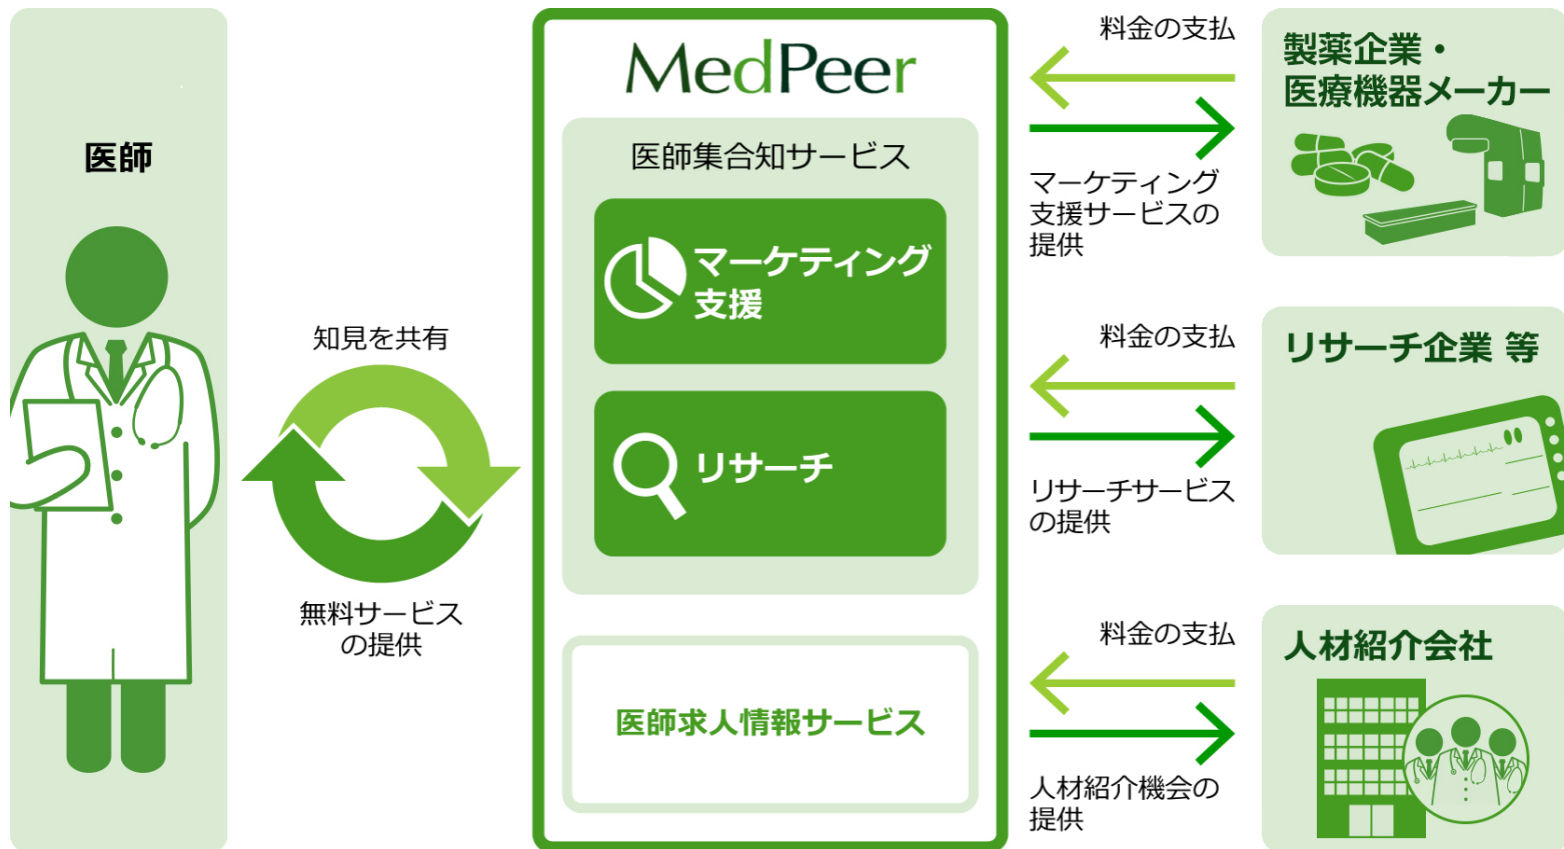 医師
知見を共有
無料サービス
の提供
MedPeer
医師集合知サービス
マーケティング
支援
リサーチ
医師求人情報サービス
料金の支払
マーケティング
支援サービスの
提供
製薬企業・
医療機器メーカー
料金の支払
リサーチサービス
の提供
リサーチ企業 等
料金の支払
人材紹介機会の
提供
人材紹介会社